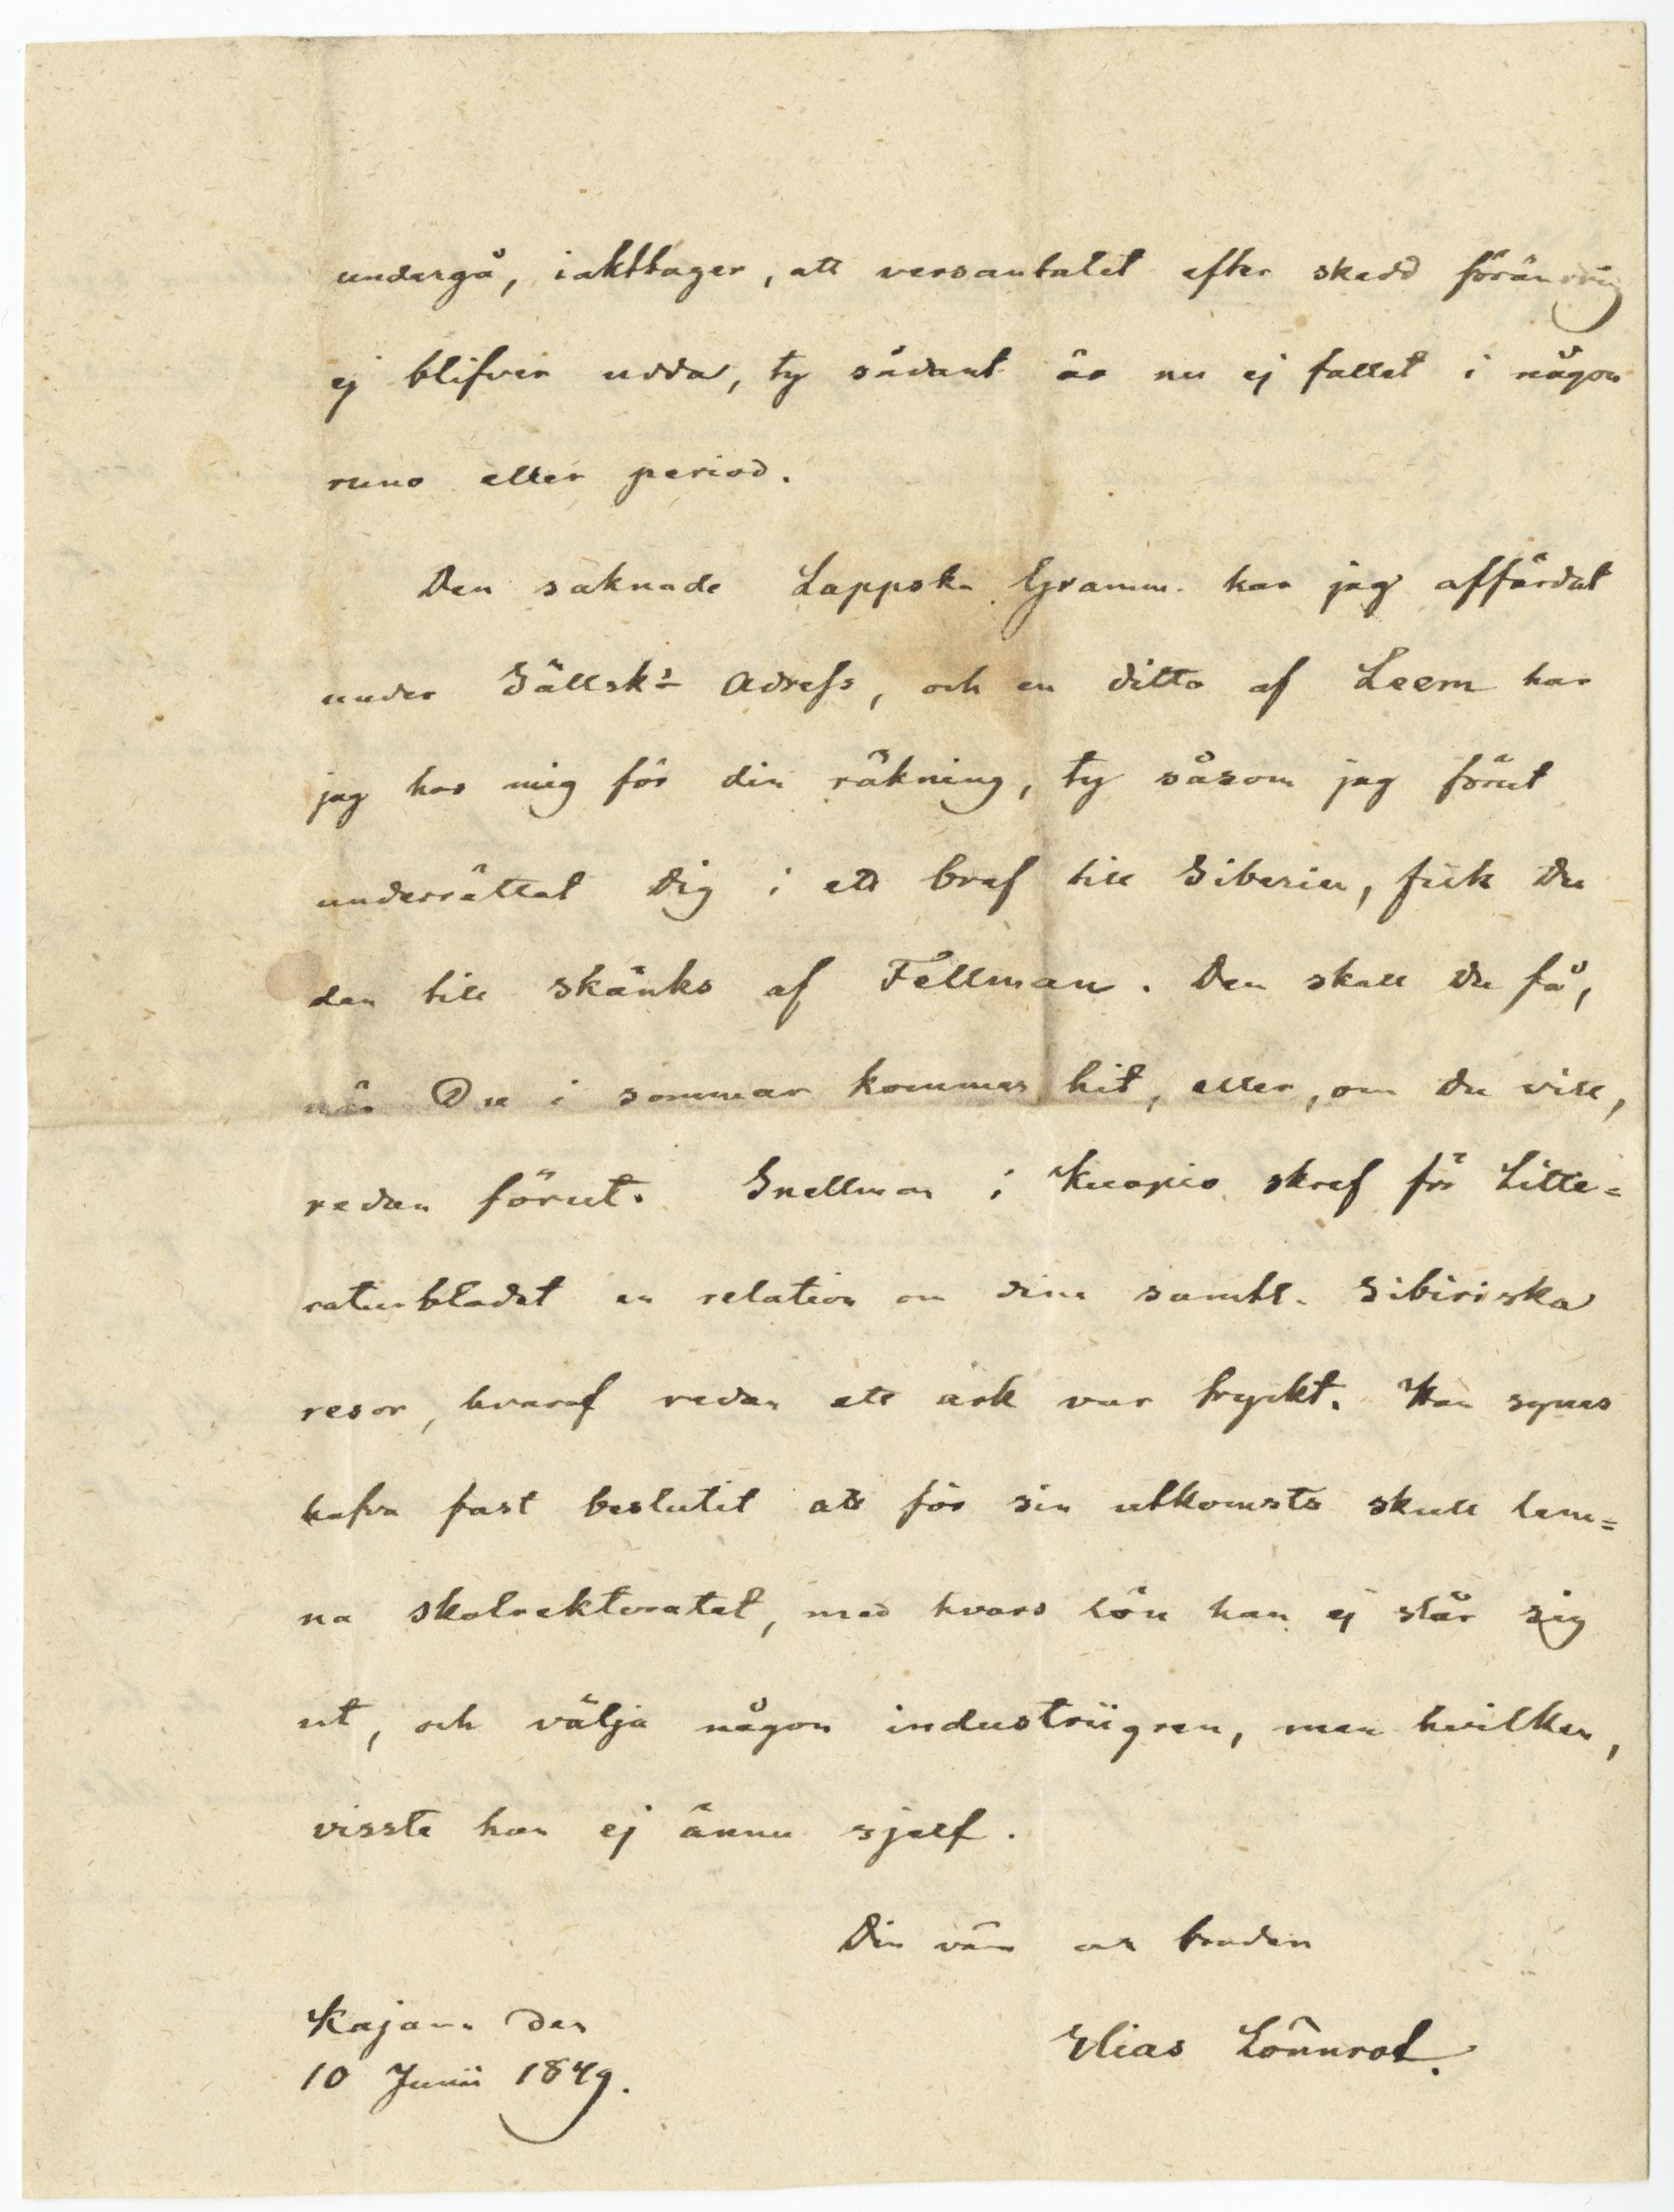 undergå, iakttager, att versantalet efter skedd förändring
ej blifver udda, ty sådant är nu ej fallet i någon
runo eller period.
Den saknade Lappska Gramm. har jag affärdat
under Sällsk:s Adress, och en ditto af Leem har
jag hos mig för din räkning, ty såsom jag förut
underrättat Dig i ett bref till Siberien, fick Du
den till skänks af Fellman. Den skall Du få,
när Du i sommar kommer hit, eller, om Du vill,
redan förut. Snellman i Kuopio skref för Litte=
raturbladet en relation om dina samtl. Sibiriska
resor, hvaraf redan ett ark var tryckt. Han synes
hafva fast beslutit att för sin utkomsts skull lem=
na skolrektoratet, med hvars lön han ej slår sig
ut, och välja någon industriigren, men hvilken,
visste han ej ännu sjelf.
Din vän och broder
Elias Lönnrot.
Kajana den
10 Junii 1849.